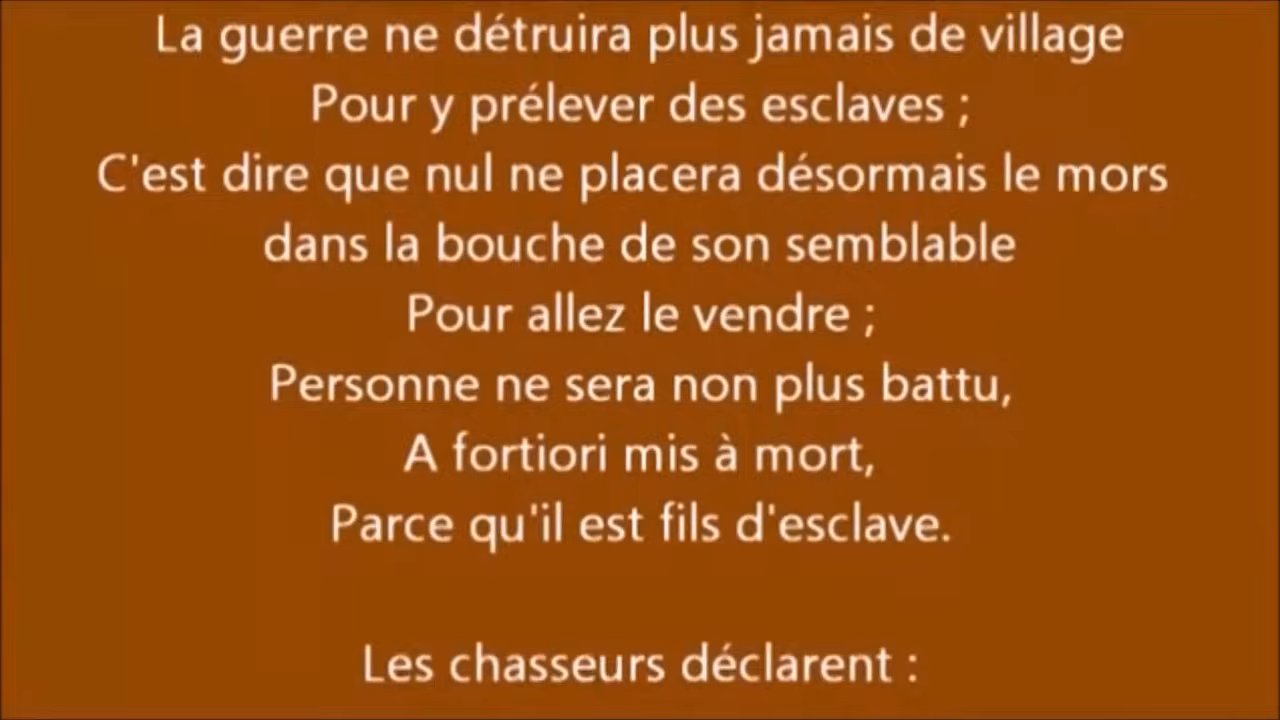 La guerre ne détruira plus jamais de village
Pour y prélever des esclaves ;
C'est dire que nul ne placera désormais le mors
dans la bouche de son semblable
Pour allez le vendre ;
Personne ne sera non plus battu,
A fortiori mis à mort,
Parce qu'il est fils d'esclave.
Les chasseurs déclarent :